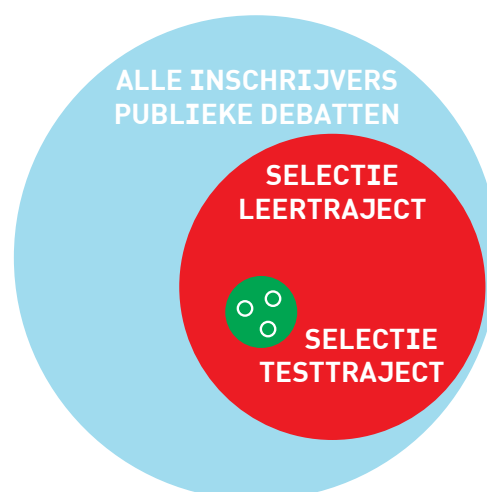 ALLE INSCHRIJVERS
PUBLIEKE DEBATTEN
SELECTIE
LEERTRAJECT
SELECTIE
TESTTRAJECT